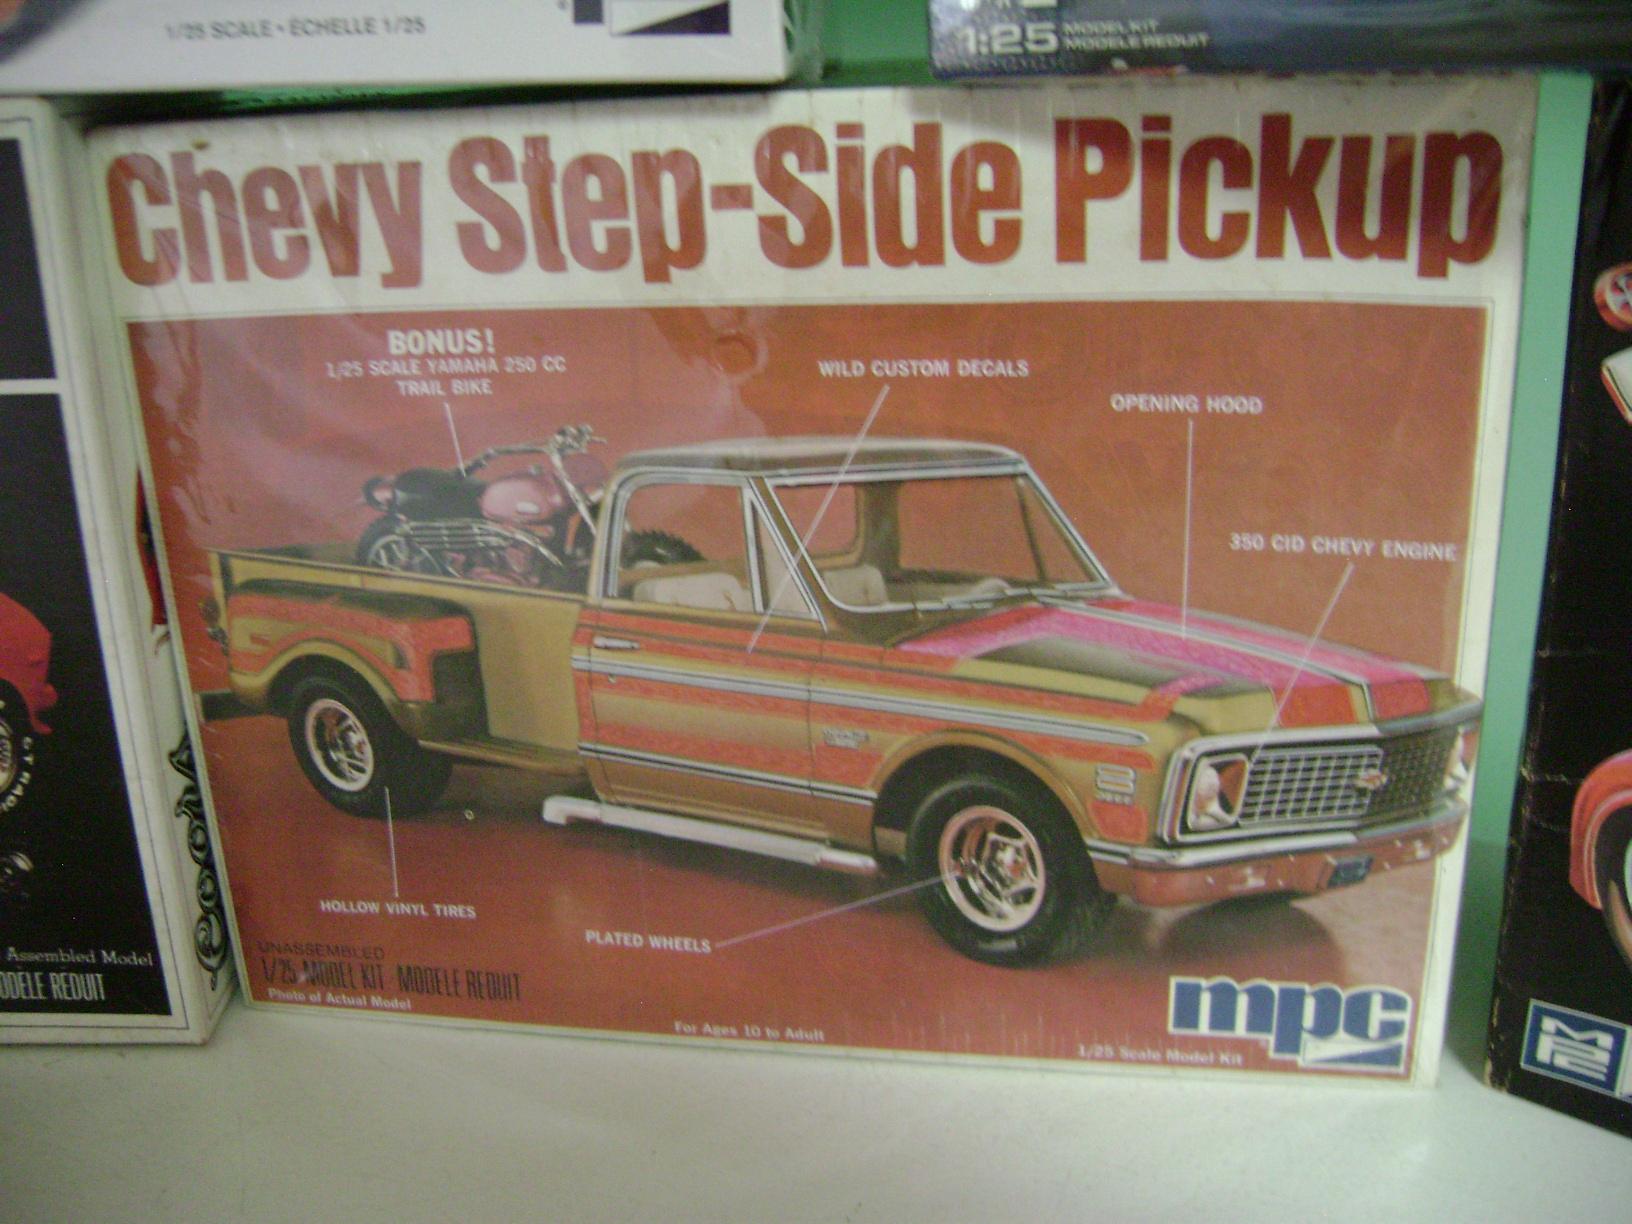 1/25 SCALE • ÉCHELLE 1/25
1:25 MODEL KIT
MODELE REDUIT
Chevy Step-Side Pickup
BONUS!
1/25 SCALE YAMAHA 250 CC
TRAIL BIKE
WILD CUSTOM DECALS
OPENING HOOD
350 CID CHEVY ENGINE
HOLLOW VINYL TIRES
PLATED WHEELS
UNASSEMBLED
1/25 MODEL KIT MODELE REDUIT
Photo of Actual Model
For Ages 10 to Adult
1/25 Scale Model Kit
mpc
Assembled Model
MODÈLE REDUIT
MPC